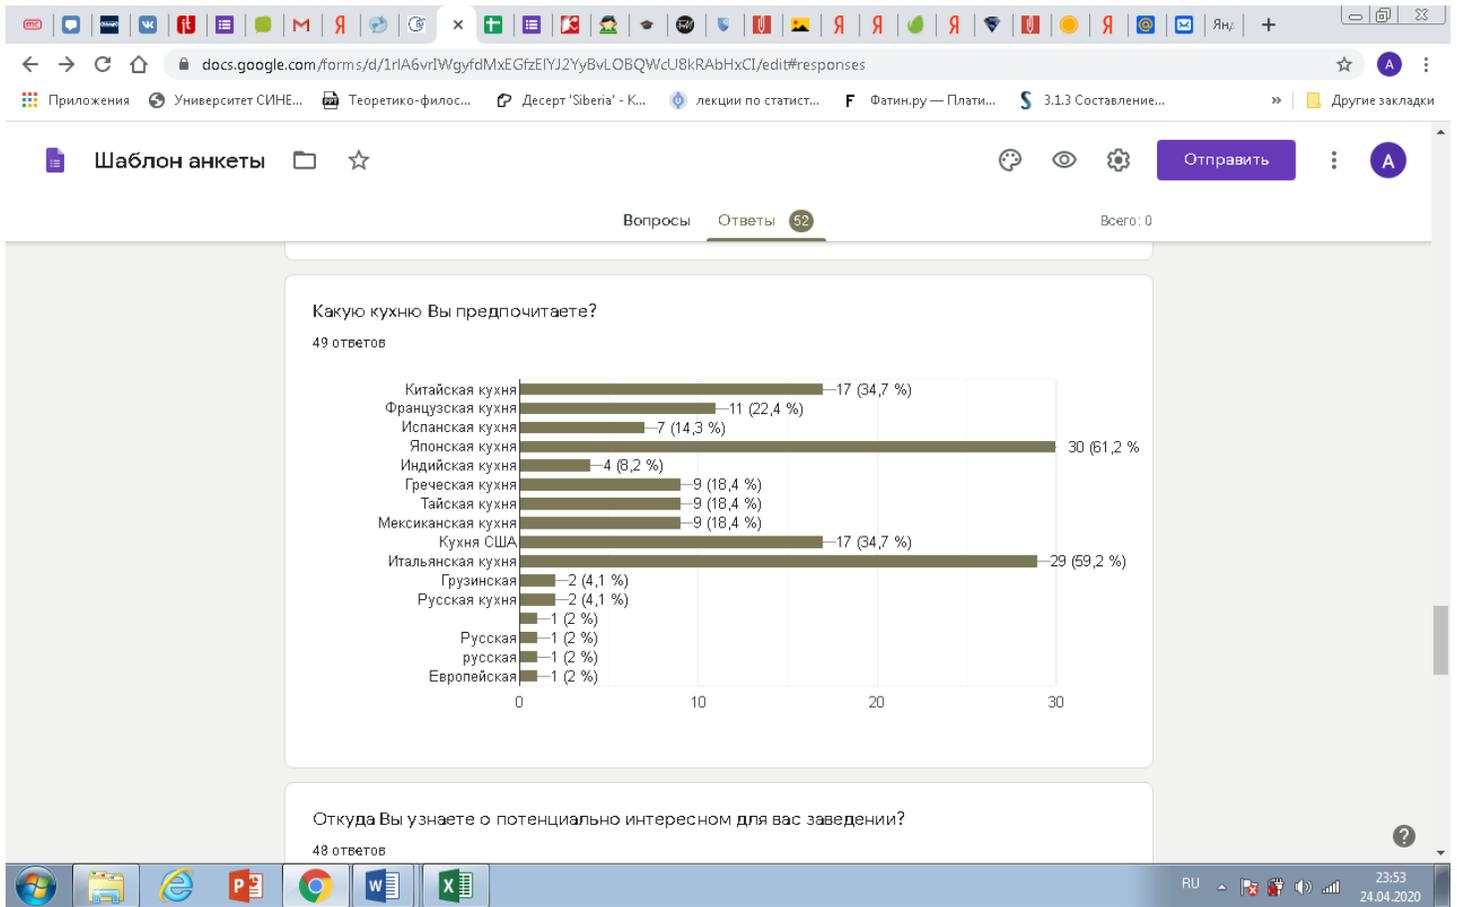 Янд
docs.google.com/forms/d/1rlA6vrIWgyfdMxEGfzElYJ2YyBvLOBQWcU8kRAbHxCI/edit#responses
A
Приложения
Университет СИНЕ...
Теоретико-филос...
Десерт 'Siberia' - К...
лекции по статист...
Фатин.ру — Плати...
3.1.3 Составление...
»
Другие закладки
Шаблон анкеты
Отправить
A
Вопросы
Ответы 52
Всего: 0
Какую кухню Вы предпочитаете?
49 ответов
Китайская кухня 17 (34,7 %)
Французская кухня 11 (22,4 %)
Испанская кухня 7 (14,3 %)
Японская кухня 30 (61,2 %
Индийская кухня 4 (8,2 %)
Греческая кухня 9 (18,4 %)
Тайская кухня 9 (18,4 %)
Мексиканская кухня 9 (18,4 %)
Кухня США 17 (34,7 %)
Итальянская кухня 29 (59,2 %)
Грузинская 2 (4,1 %)
Русская кухня 2 (4,1 %)
1 (2 %)
Русская 1 (2 %)
русская 1 (2 %)
Европейская 1 (2 %)
0 10 20 30
Откуда Вы узнаете о потенциально интересном для вас заведении?
48 ответов
RU
23:53
24.04.2020